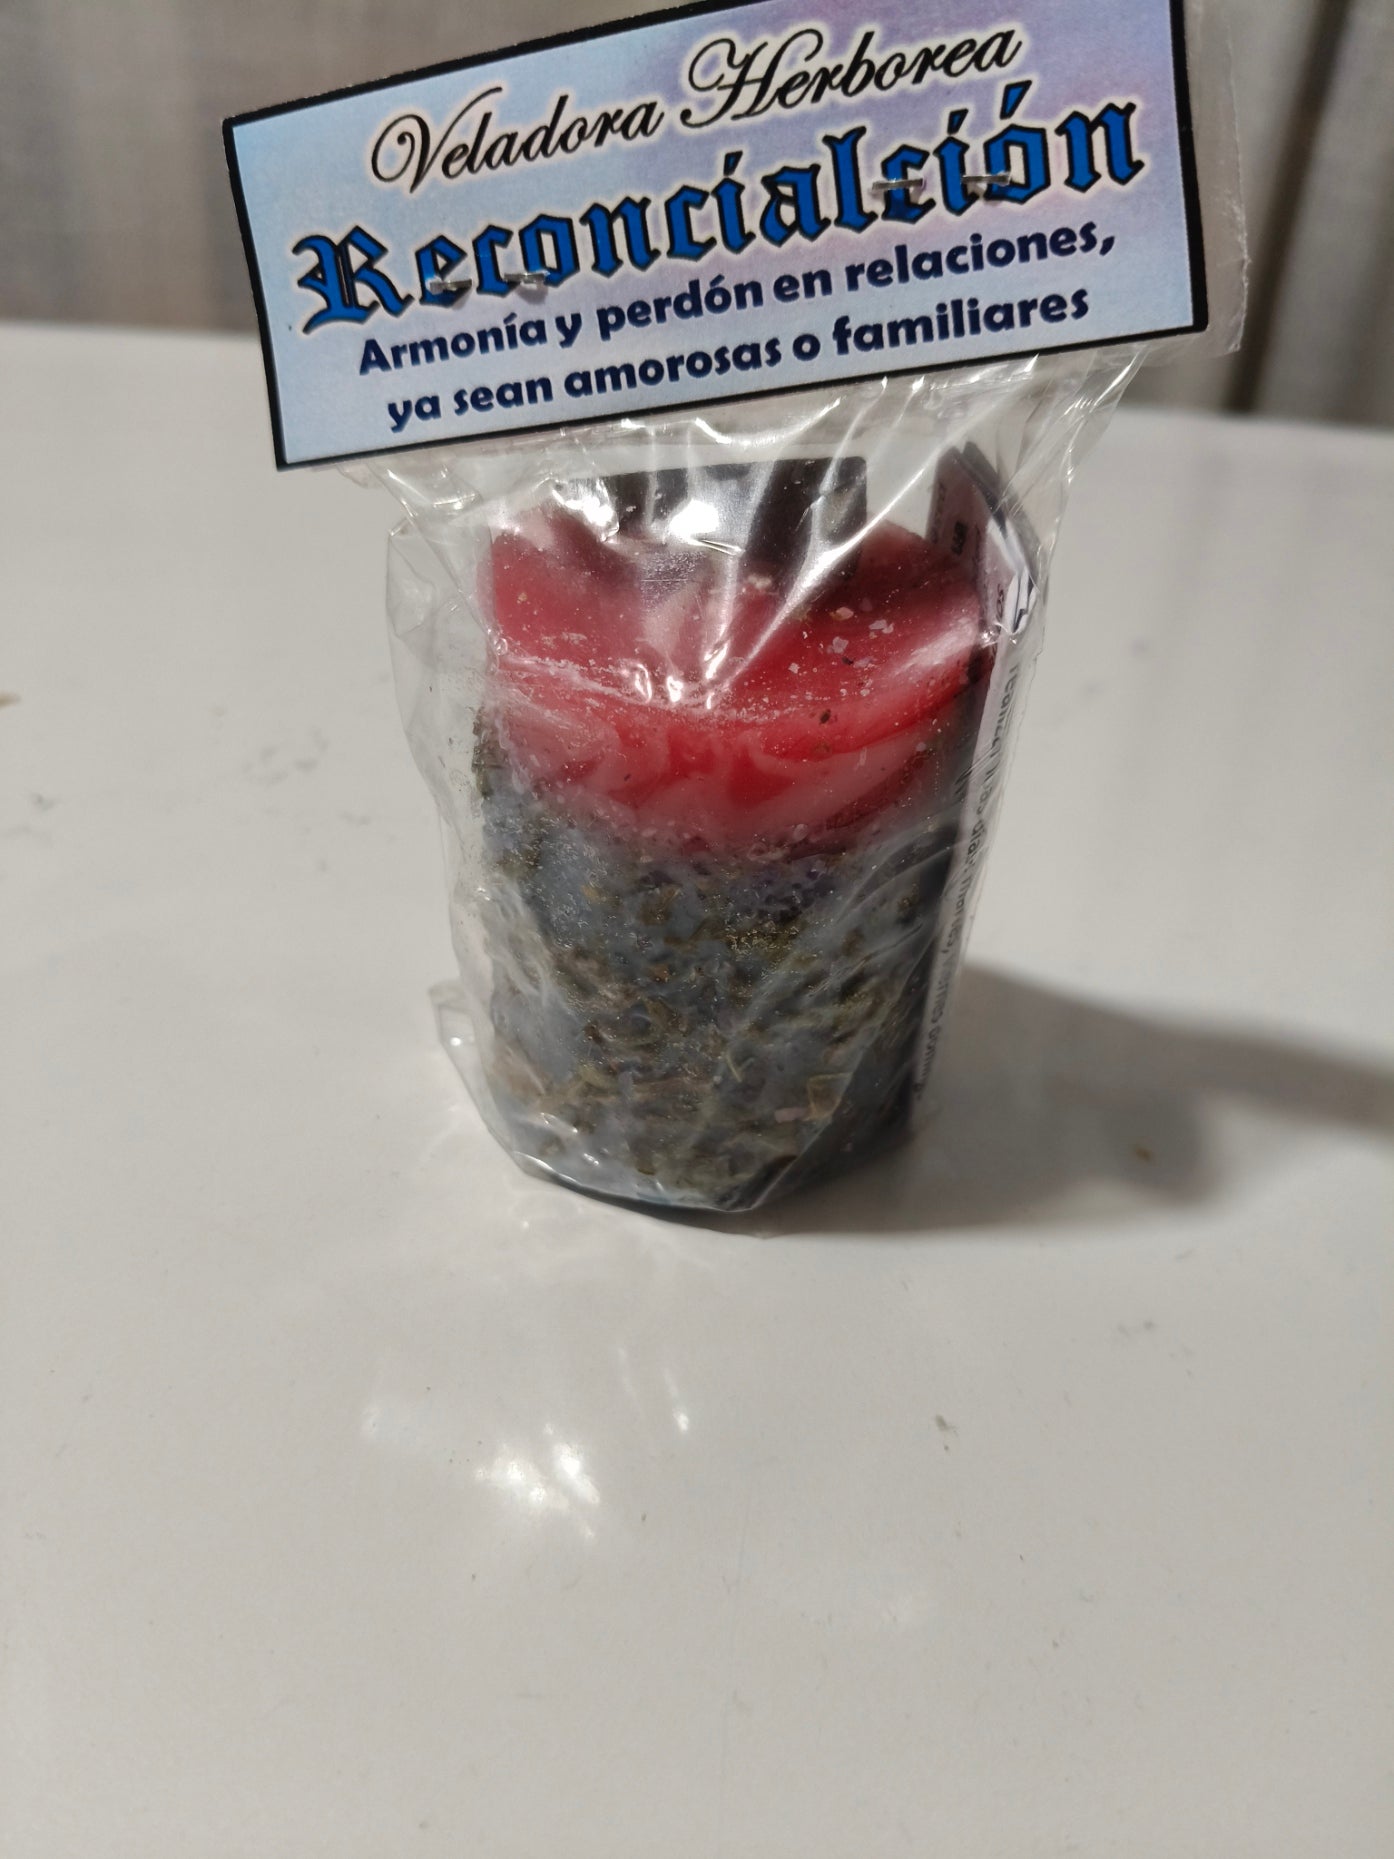 Veladora Herborea
Reconcialción
Armonía y perdón en relaciones,
ya sean amorosas o familiares